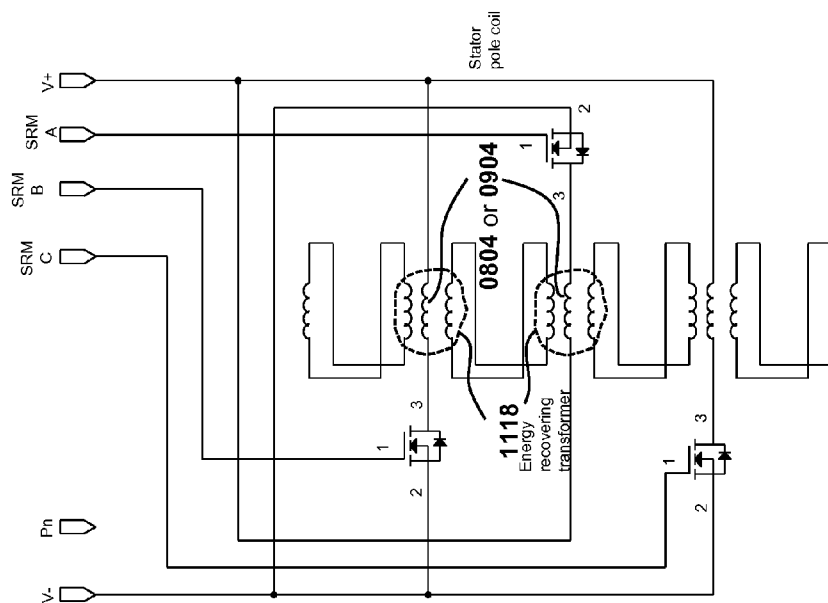 V+
SRM
A
SRM
B
SRM
C
Pn
V-
Stator
pole coil
1
2
3
0804 or 0904
1118
Energy
recovering
transformer
1
2
3
1
2
3